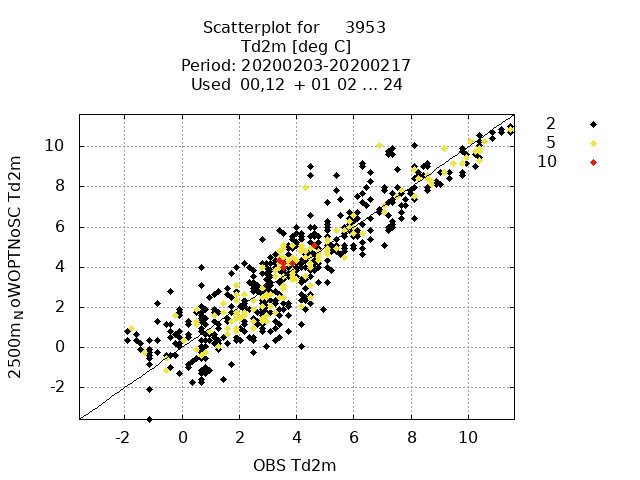 Scatterplot for 3953
Td2m [deg C]
Period: 20200203-20200217
Used 00,12 + 01 02 ... 24
2
5
10
10
8
6
4
2
0
-2
2500m_NoWOPTNoSC Td2m
-2 0 2 4 6 8 10
OBS Td2m